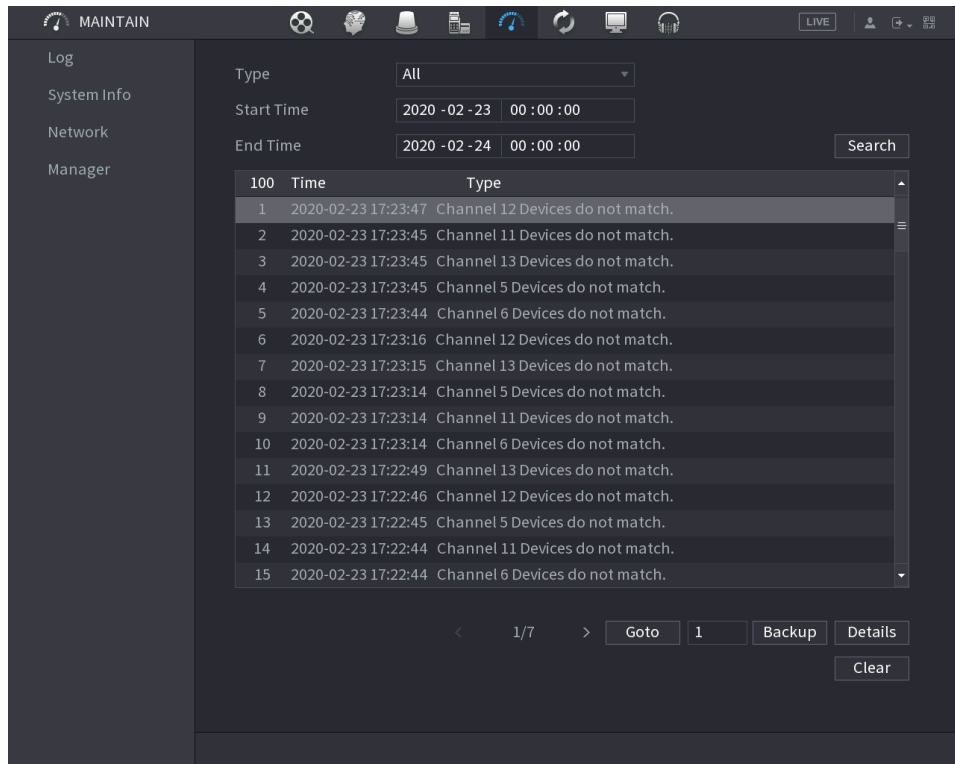 MAINTAIN LIVE
Log
System Info
Network
Manager
Type All
Start Time 2020 -02 -23 00 :00 :00
End Time 2020 -02 -24 00 :00 :00 Search
100 Time Type
1 2020-02-23 17:23:47 Channel 12 Devices do not match.
2 2020-02-23 17:23:45 Channel 11 Devices do not match.
3 2020-02-23 17:23:45 Channel 13 Devices do not match.
4 2020-02-23 17:23:45 Channel 5 Devices do not match.
5 2020-02-23 17:23:44 Channel 6 Devices do not match.
6 2020-02-23 17:23:16 Channel 12 Devices do not match.
7 2020-02-23 17:23:15 Channel 13 Devices do not match.
8 2020-02-23 17:23:14 Channel 5 Devices do not match.
9 2020-02-23 17:23:14 Channel 11 Devices do not match.
10 2020-02-23 17:23:14 Channel 6 Devices do not match.
11 2020-02-23 17:22:49 Channel 13 Devices do not match.
12 2020-02-23 17:22:46 Channel 12 Devices do not match.
13 2020-02-23 17:22:45 Channel 5 Devices do not match.
14 2020-02-23 17:22:44 Channel 11 Devices do not match.
15 2020-02-23 17:22:44 Channel 6 Devices do not match.
< 1/7 > Goto 1 Backup Details
Clear